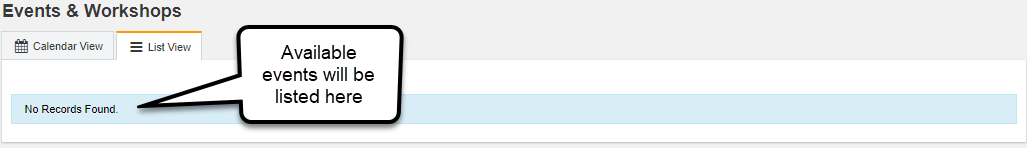 Events & Workshops
Calendar View
List View
Available
events will be
listed here
No Records Found.